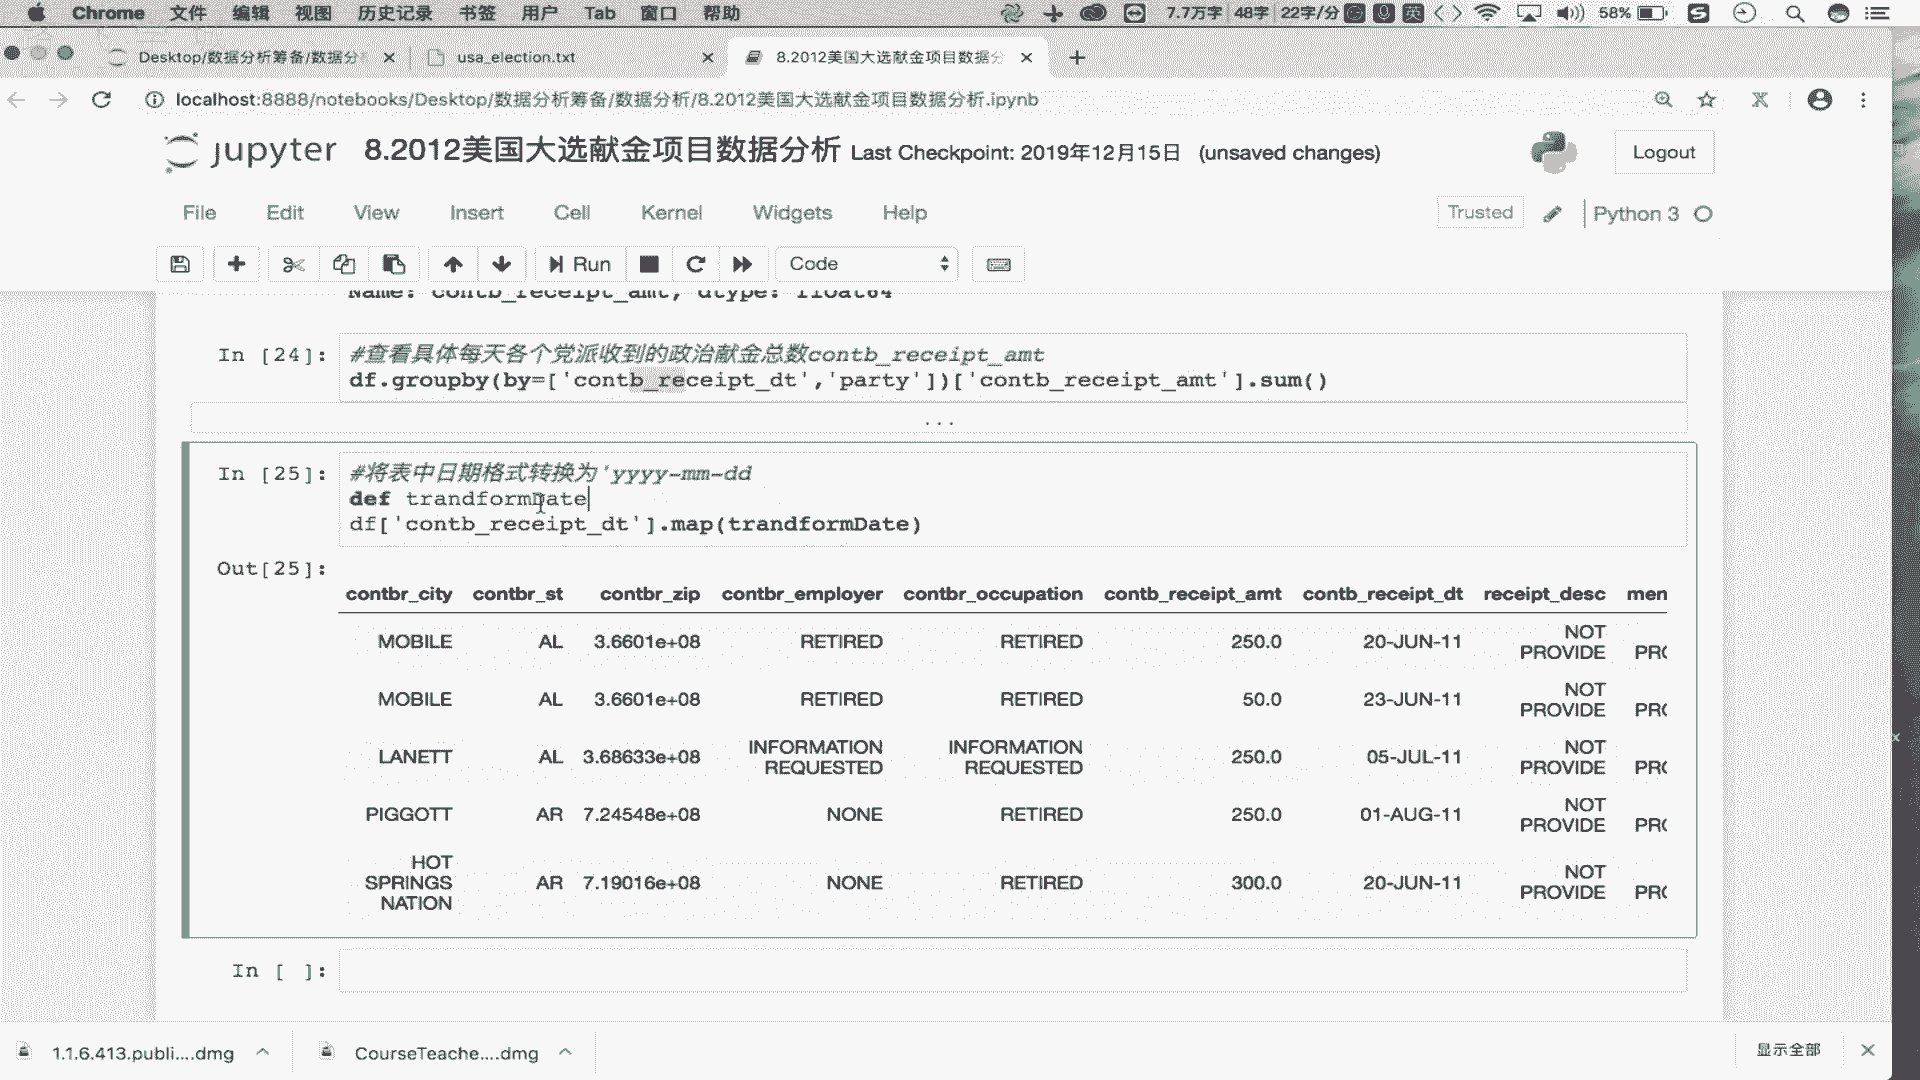 Chrome 文件 编辑 视图 历史记录 书签 用户 Tab 窗口 帮助 7.7万字 48字 22字/分 英 58%
Desktop/数据分析筹备/数据分 usa_election.txt 8.2012美国大选献金项目数据分
localhost:8888/notebooks/Desktop/数据分析筹备/数据分析/8.2012美国大选献金项目数据分析.ipynb
jupyter 8.2012美国大选献金项目数据分析 Last Checkpoint: 2019年12月15日 (unsaved changes) Logout
File Edit View Insert Cell Kernel Widgets Help Trusted Python 3
Run Code
Name: contb_receipt_amt, dtype: float64
In [24]: #查看具体每天各个党派收到的政治献金总数contb_receipt_amt
df.groupby(by=['contb_receipt_dt','party'])['contb_receipt_amt'].sum()
...
In [25]: #将表中日期格式转换为'yyyy-mm-dd
def trandformDate
df['contb_receipt_dt'].map(trandformDate)
Out[25]:
contbr_city contbr_st contbr_zip contbr_employer contbr_occupation contb_receipt_amt contb_receipt_dt receipt_desc men
MOBILE AL 3.6601e+08 RETIRED RETIRED 250.0 20-JUN-11 NOT PROVIDE PRO
MOBILE AL 3.6601e+08 RETIRED RETIRED 50.0 23-JUN-11 NOT PROVIDE PRO
LANETT AL 3.68633e+08 INFORMATION REQUESTED INFORMATION REQUESTED 250.0 05-JUL-11 NOT PROVIDE PRO
PIGGOTT AR 7.24548e+08 NONE RETIRED 250.0 01-AUG-11 NOT PROVIDE PRO
HOT SPRINGS NATION AR 7.19016e+08 NONE RETIRED 300.0 20-JUN-11 NOT PROVIDE PRO
In [ ]:
1.1.6.413.publi....dmg CourseTeache....dmg 显示全部